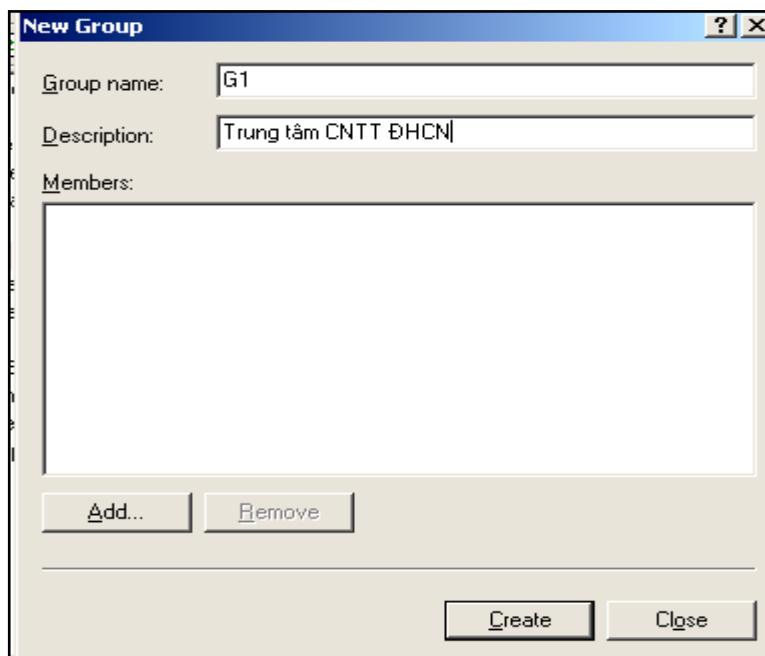 New Group
Group name: G1
Description: Trung tâm CNTT ĐHCN
Members:
Add... Remove
Create Close